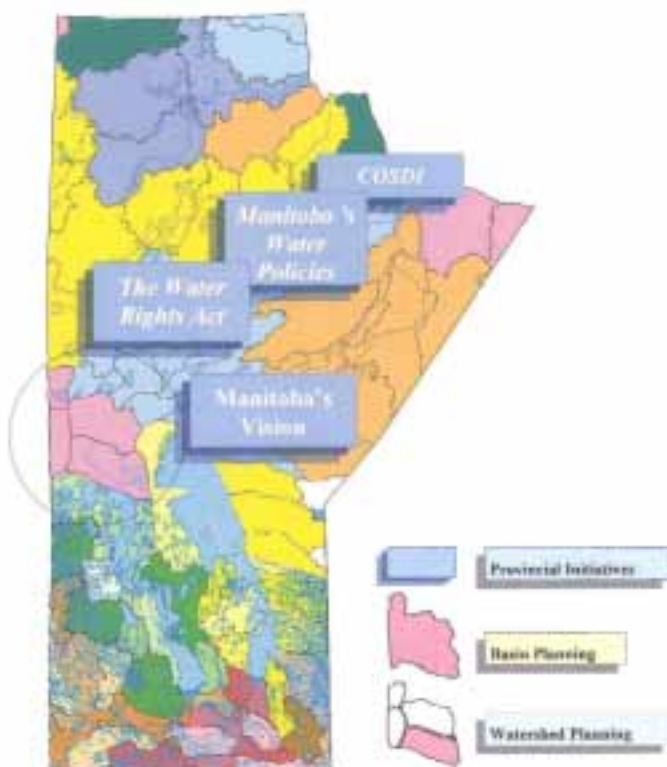 COSDI
Manitoba's
Water
Policies
The Water
Rights Act
Manitoba's
Vision
Provincial Initiatives
Basin Planning
Watershed Planning